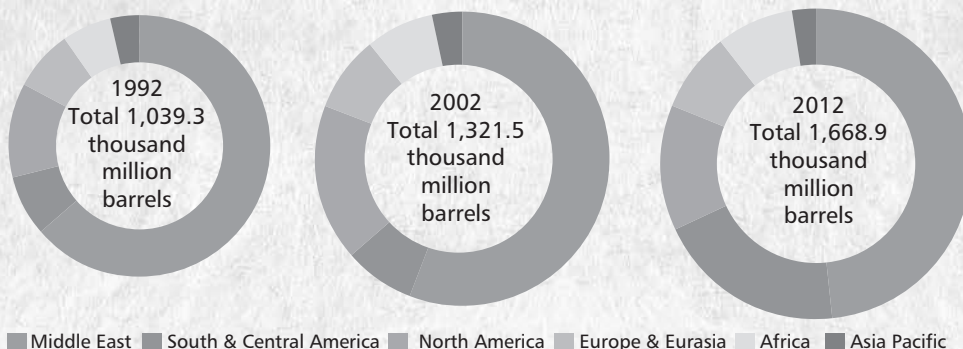 1992
Total 1,039.3
thousand
million
barrels
2002
Total 1,321.5
thousand
million
barrels
2012
Total 1,668.9
thousand
million
barrels
Middle East South & Central America North America Europe & Eurasia Africa Asia Pacific